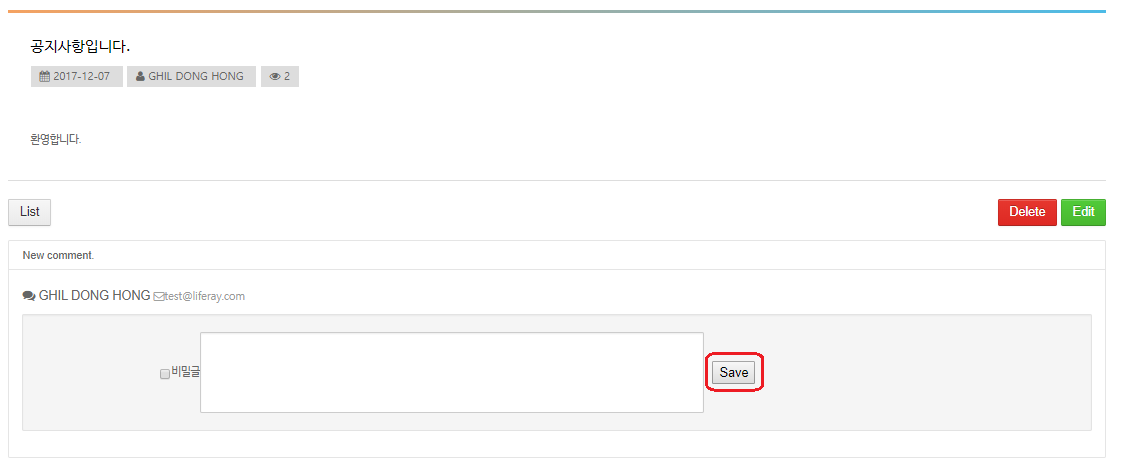 공지사항입니다.
2017-12-07 GHIL DONG HONG 2
환영합니다.
List Delete Edit
New comment.
GHIL DONG HONG test@liferay.com
비밀글 Save